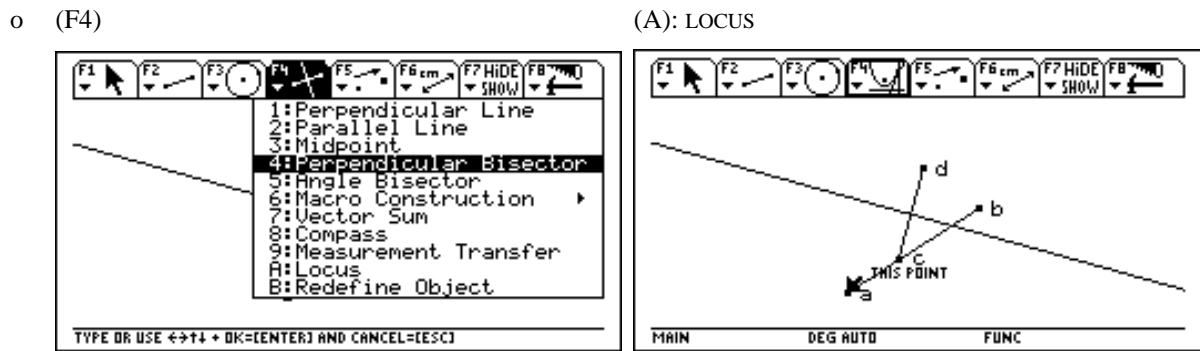 o (F4) (A): LOCUS
F1 F2 F3 F4 F5 F6 cm F7 HiDE SHOW F8
1:Perpendicular Line
2:Parallel Line
3:Midpoint
4:Perpendicular Bisector
5:Angle Bisector
6:Macro Construction
7:Vector Sum
8:Compass
9:Measurement Transfer
A:Locus
B:Redefine Object
TYPE OR USE ←→↑↓ + OK=[ENTER] AND CANCEL=[ESC]
F1 F2 F3 F4 F5 F6 cm F7 HiDE SHOW F8
d
b
c
THIS POINT
a
MAIN DEG AUTO FUNC